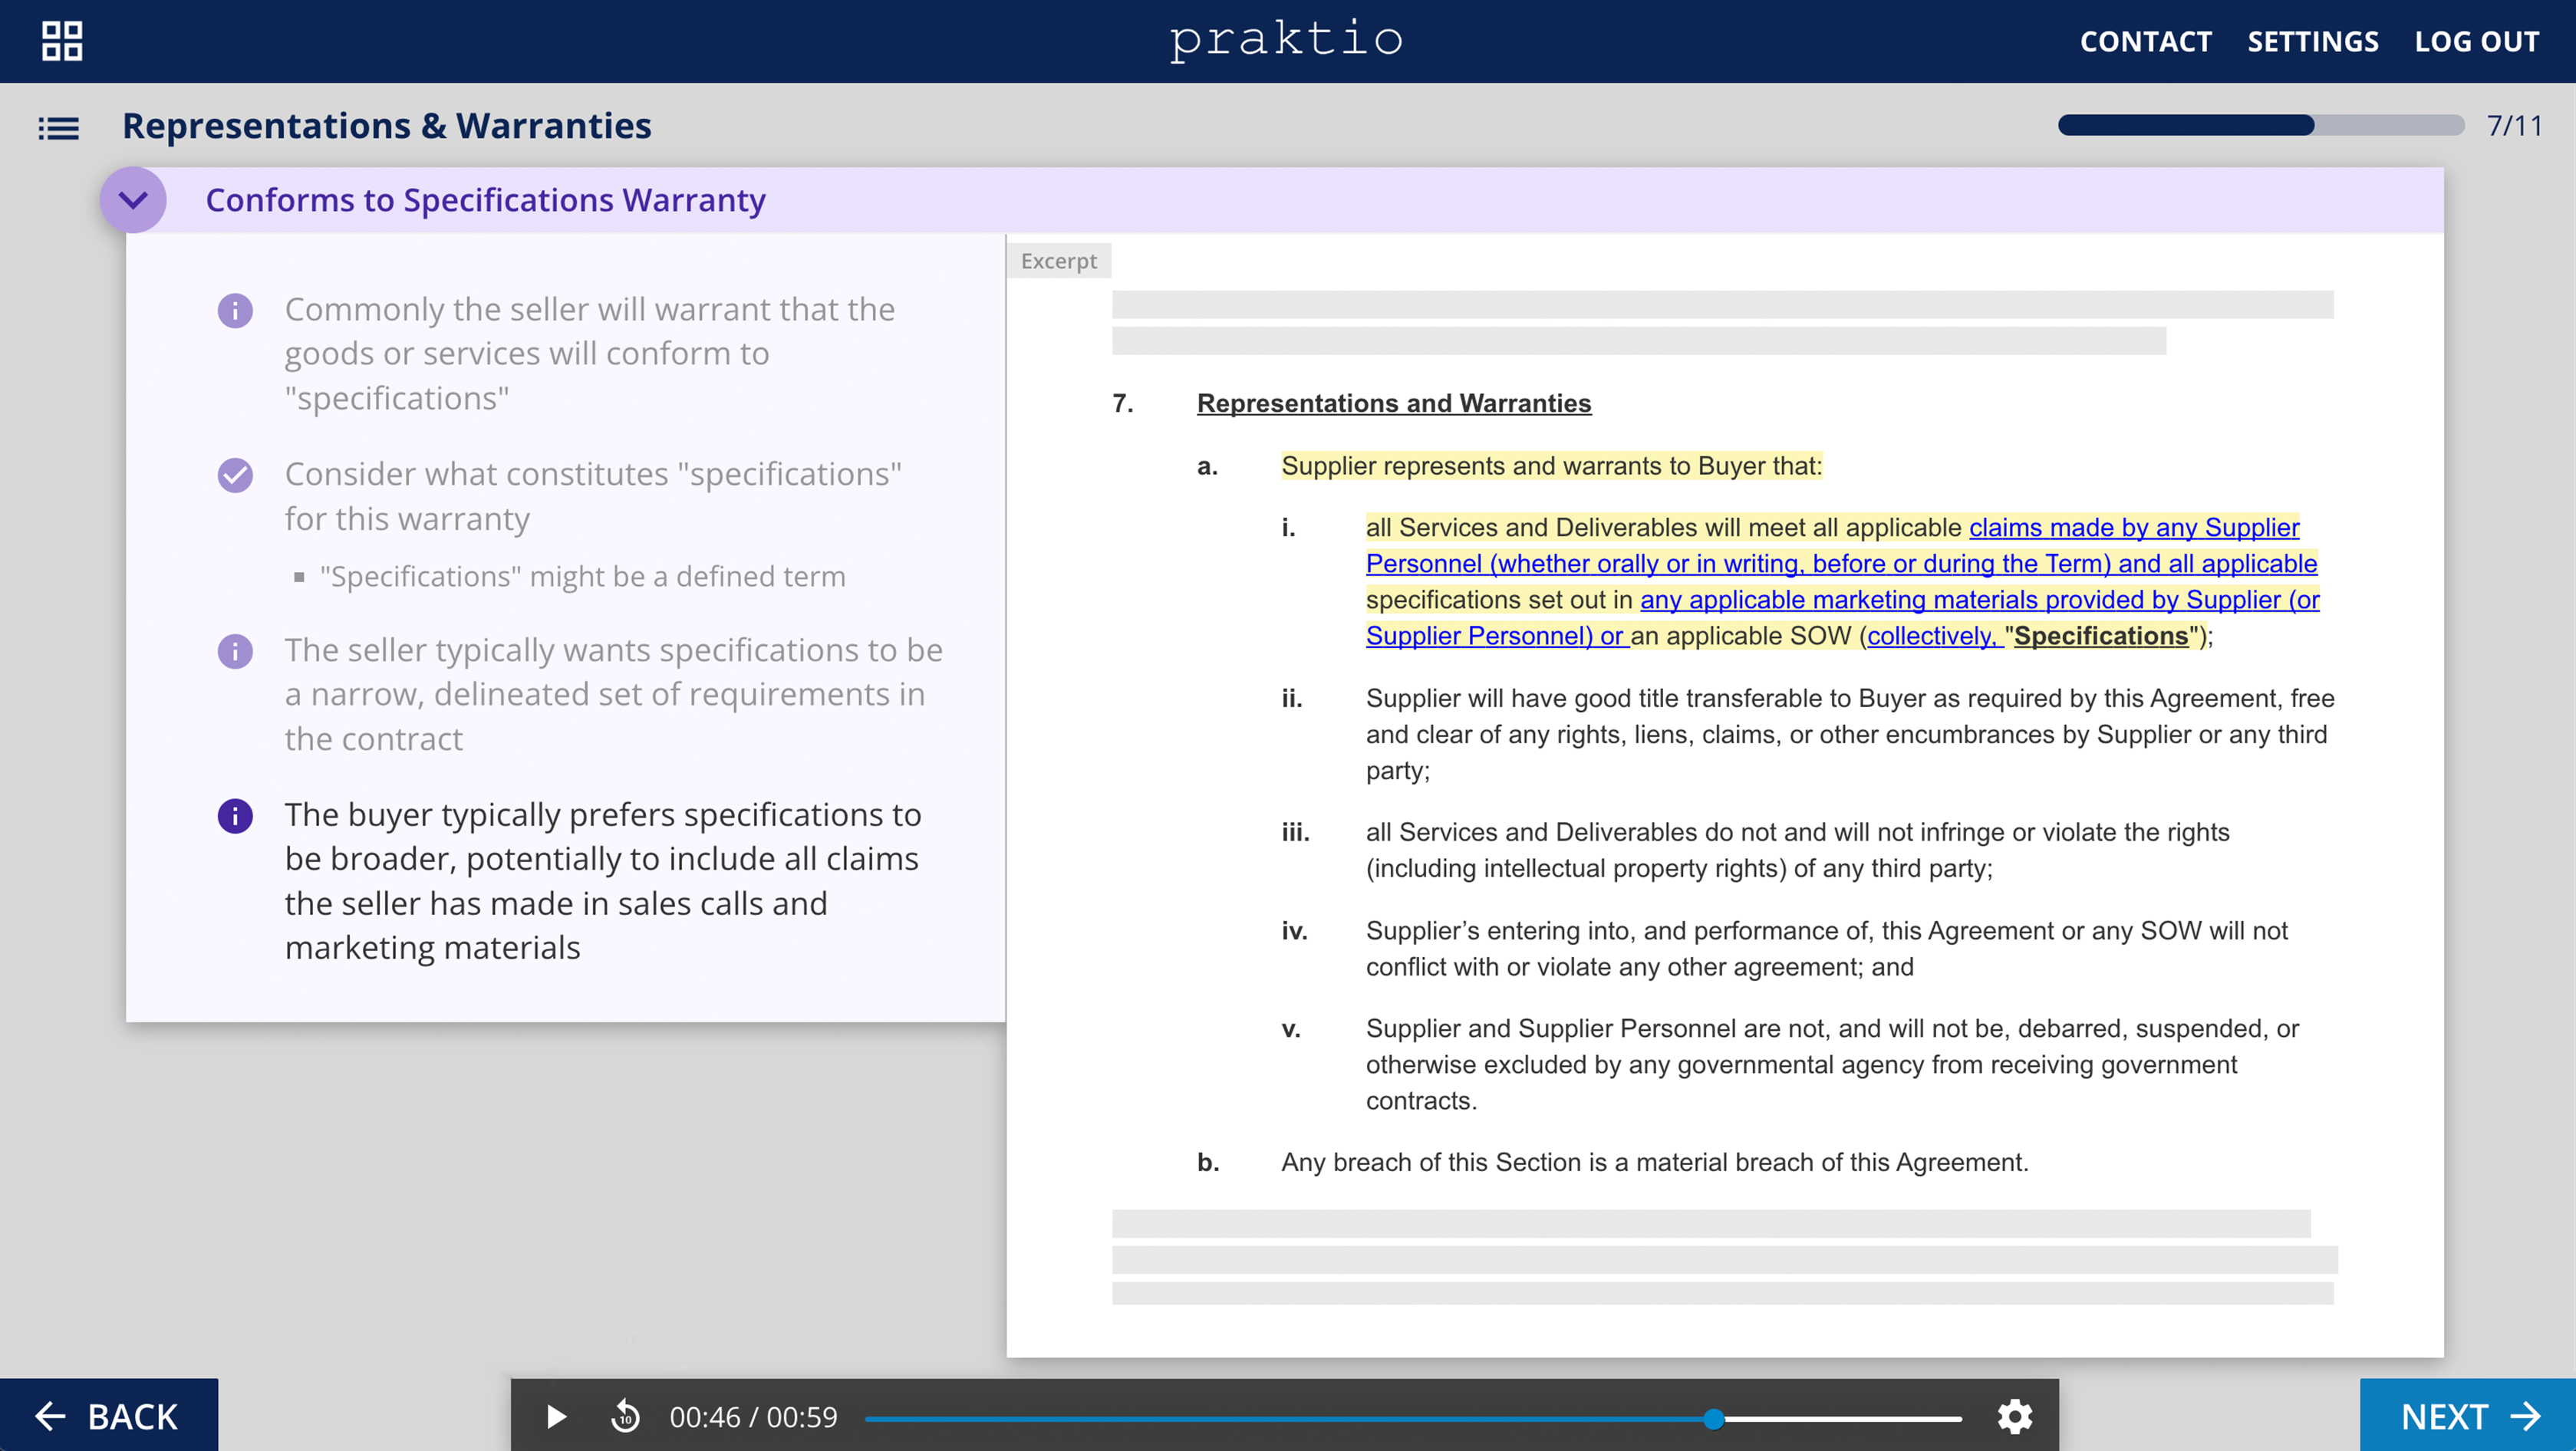 praktio
CONTACT SETTINGS LOG OUT
Representations & Warranties
7/11
Conforms to Specifications Warranty
Commonly the seller will warrant that the
goods or services will conform to
"specifications"
Consider what constitutes "specifications"
for this warranty
"Specifications" might be a defined term
The seller typically wants specifications to be
a narrow, delineated set of requirements in
the contract
The buyer typically prefers specifications to
be broader, potentially to include all claims
the seller has made in sales calls and
marketing materials
Excerpt
7. Representations and Warranties
a. Supplier represents and warrants to Buyer that:
i. all Services and Deliverables will meet all applicable claims made by any Supplier
Personnel (whether orally or in writing, before or during the Term) and all applicable
specifications set out in any applicable marketing materials provided by Supplier (or
Supplier Personnel) or an applicable SOW (collectively, "Specifications");
ii. Supplier will have good title transferable to Buyer as required by this Agreement, free
and clear of any rights, liens, claims, or other encumbrances by Supplier or any third
party;
iii. all Services and Deliverables do not and will not infringe or violate the rights
(including intellectual property rights) of any third party;
iv. Supplier’s entering into, and performance of, this Agreement or any SOW will not
conflict with or violate any other agreement; and
v. Supplier and Supplier Personnel are not, and will not be, debarred, suspended, or
otherwise excluded by any governmental agency from receiving government
contracts.
b. Any breach of this Section is a material breach of this Agreement.
BACK
10
00:46 / 00:59
NEXT